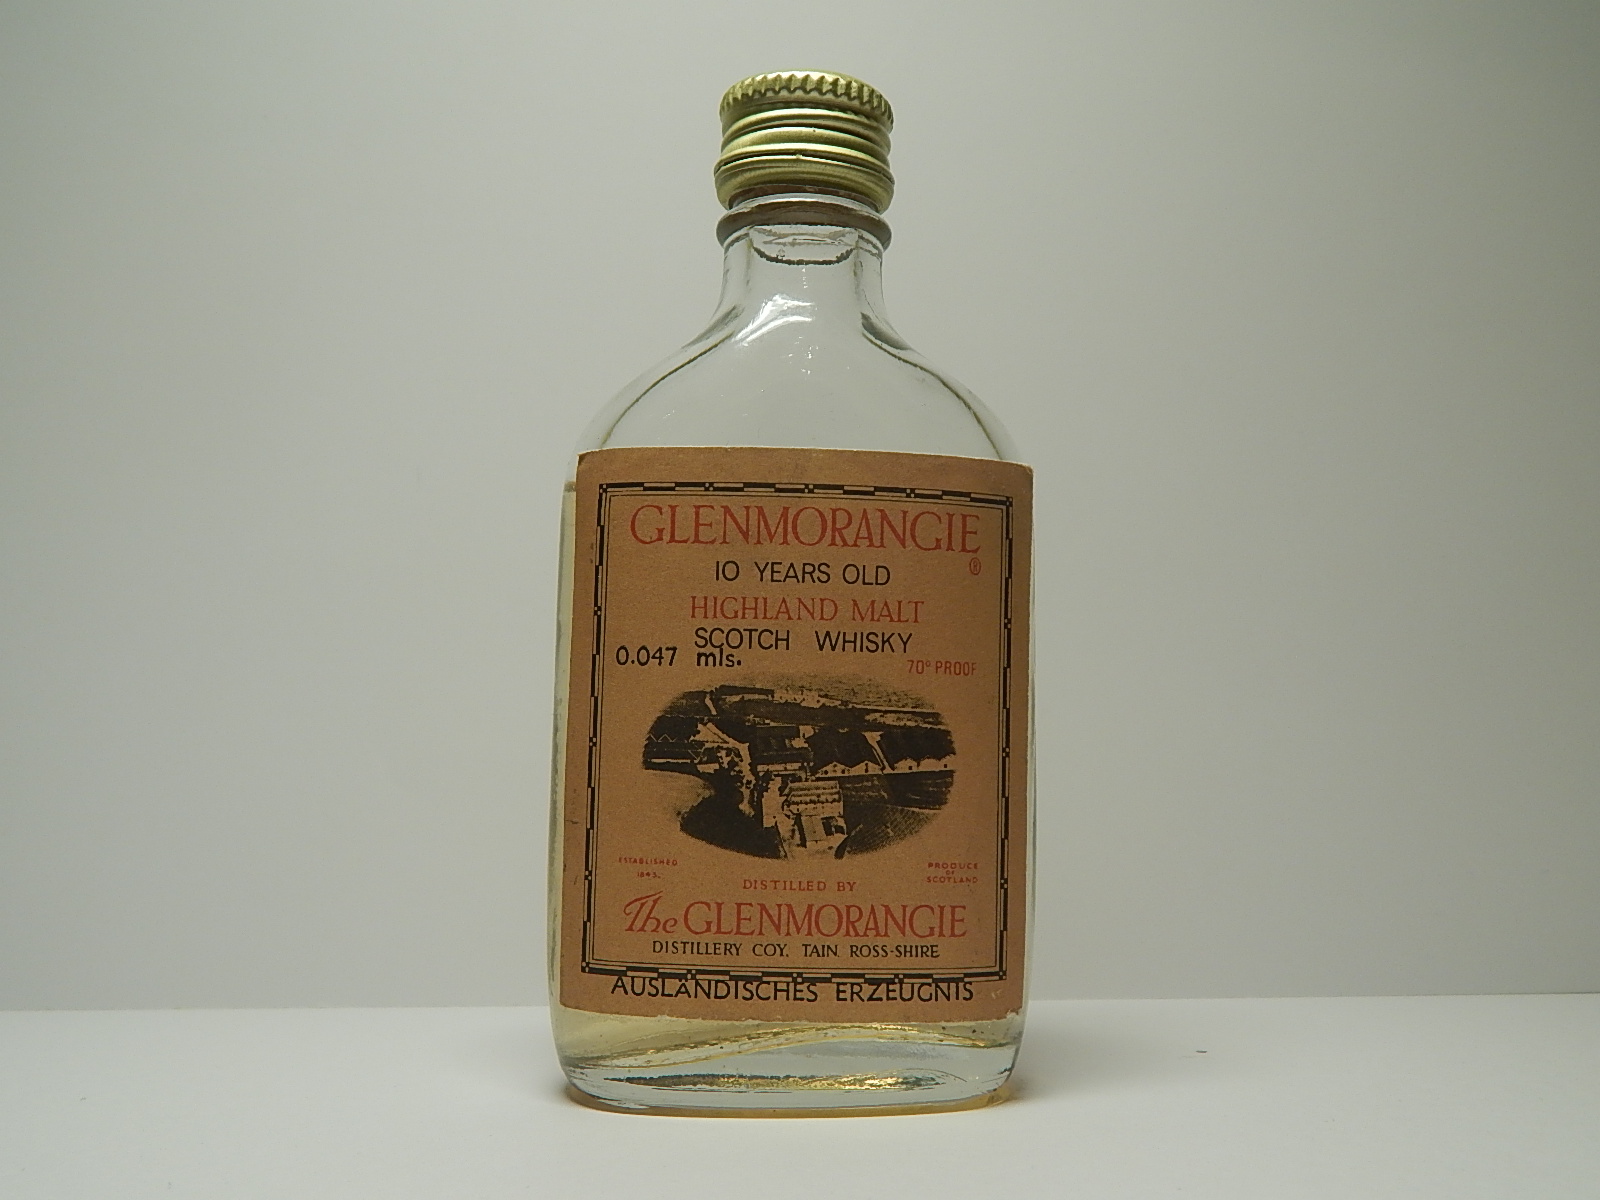 GLENMORANGIE
®
10 YEARS OLD
HIGHLAND MALT
SCOTCH WHISKY
0.047 mls.
70° PROOF
ESTABLISHED
1843.
PRODUCE
OF
SCOTLAND
DISTILLED BY
The GLENMORANGIE
DISTILLERY COY, TAIN. ROSS-SHIRE
AUSLÄNDISCHES ERZEUGNIS